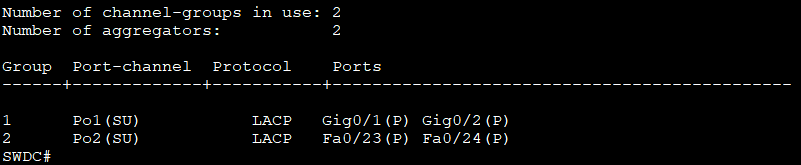 Number of channel-groups in use: 2
Number of aggregators:           2
Group  Port-channel  Protocol    Ports
------+-------------+-----------+----------------------------------------------
1      Po1(SU)           LACP   Gig0/1(P) Gig0/2(P)
2      Po2(SU)           LACP   Fa0/23(P) Fa0/24(P)
SWDC#